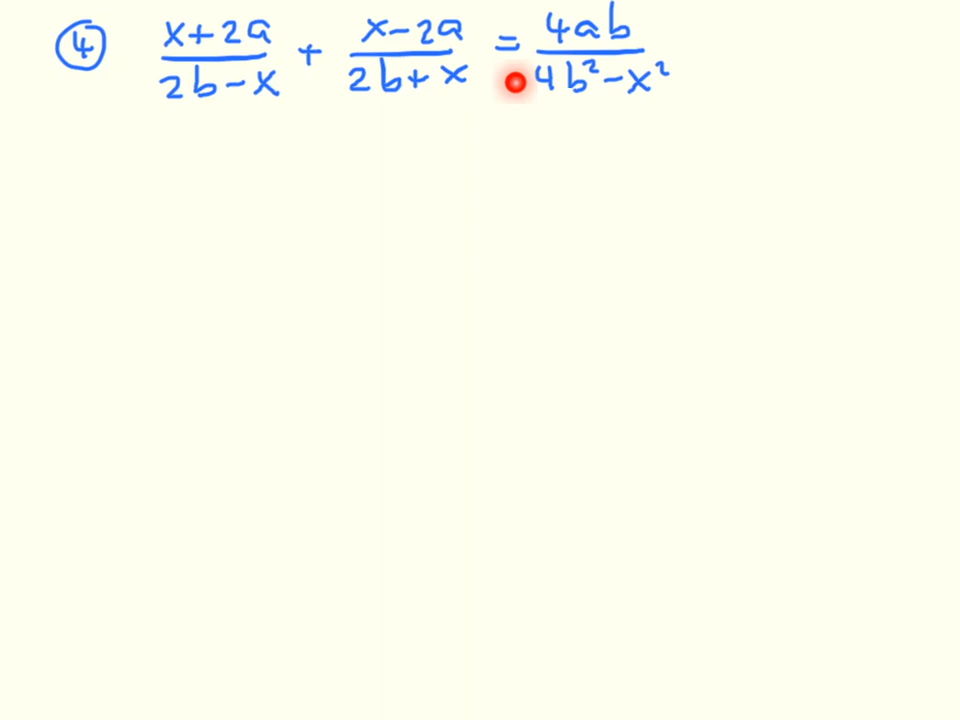 ④ (x+2a)/(2b-x) + (x-2a)/(2b+x) = 4ab/(4b²-x²)